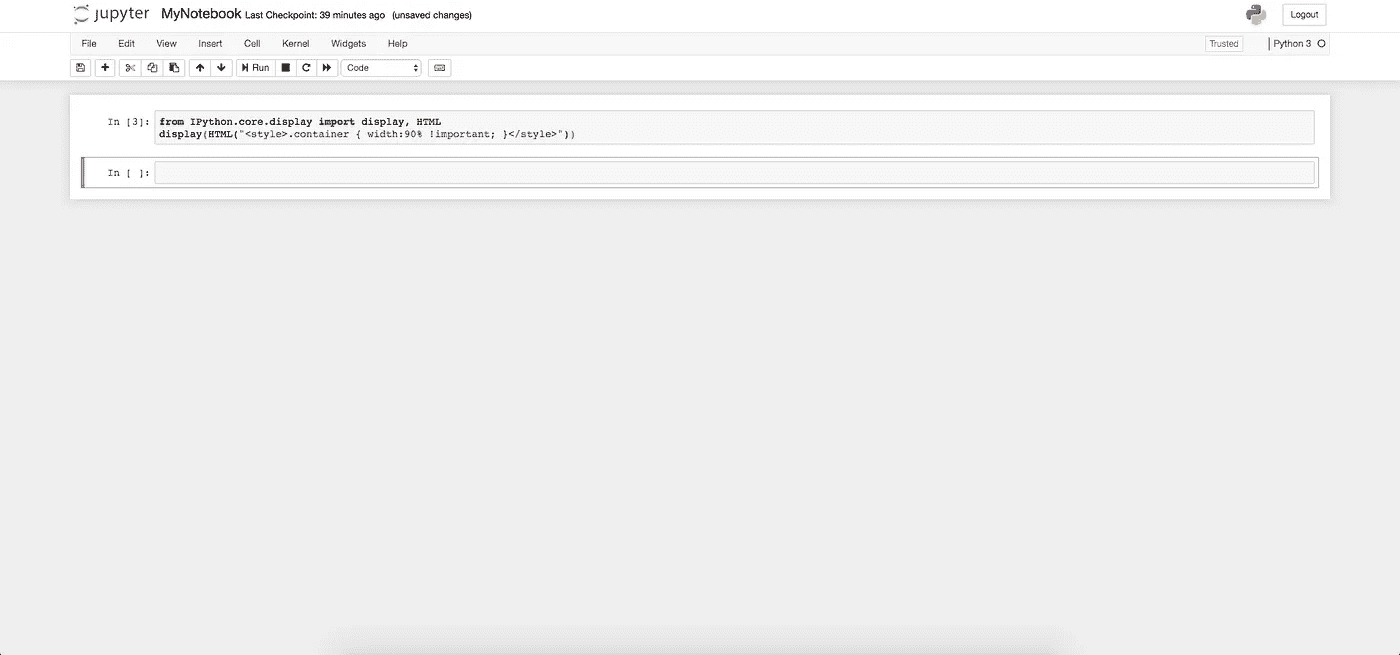 jupyter MyNotebook Last Checkpoint: 39 minutes ago (unsaved changes) Logout
File Edit View Insert Cell Kernel Widgets Help Trusted Python 3
Run Code
In [3]: from IPython.core.display import display, HTML
display(HTML("<style>.container { width:90% !important; }</style>"))
In [ ]: